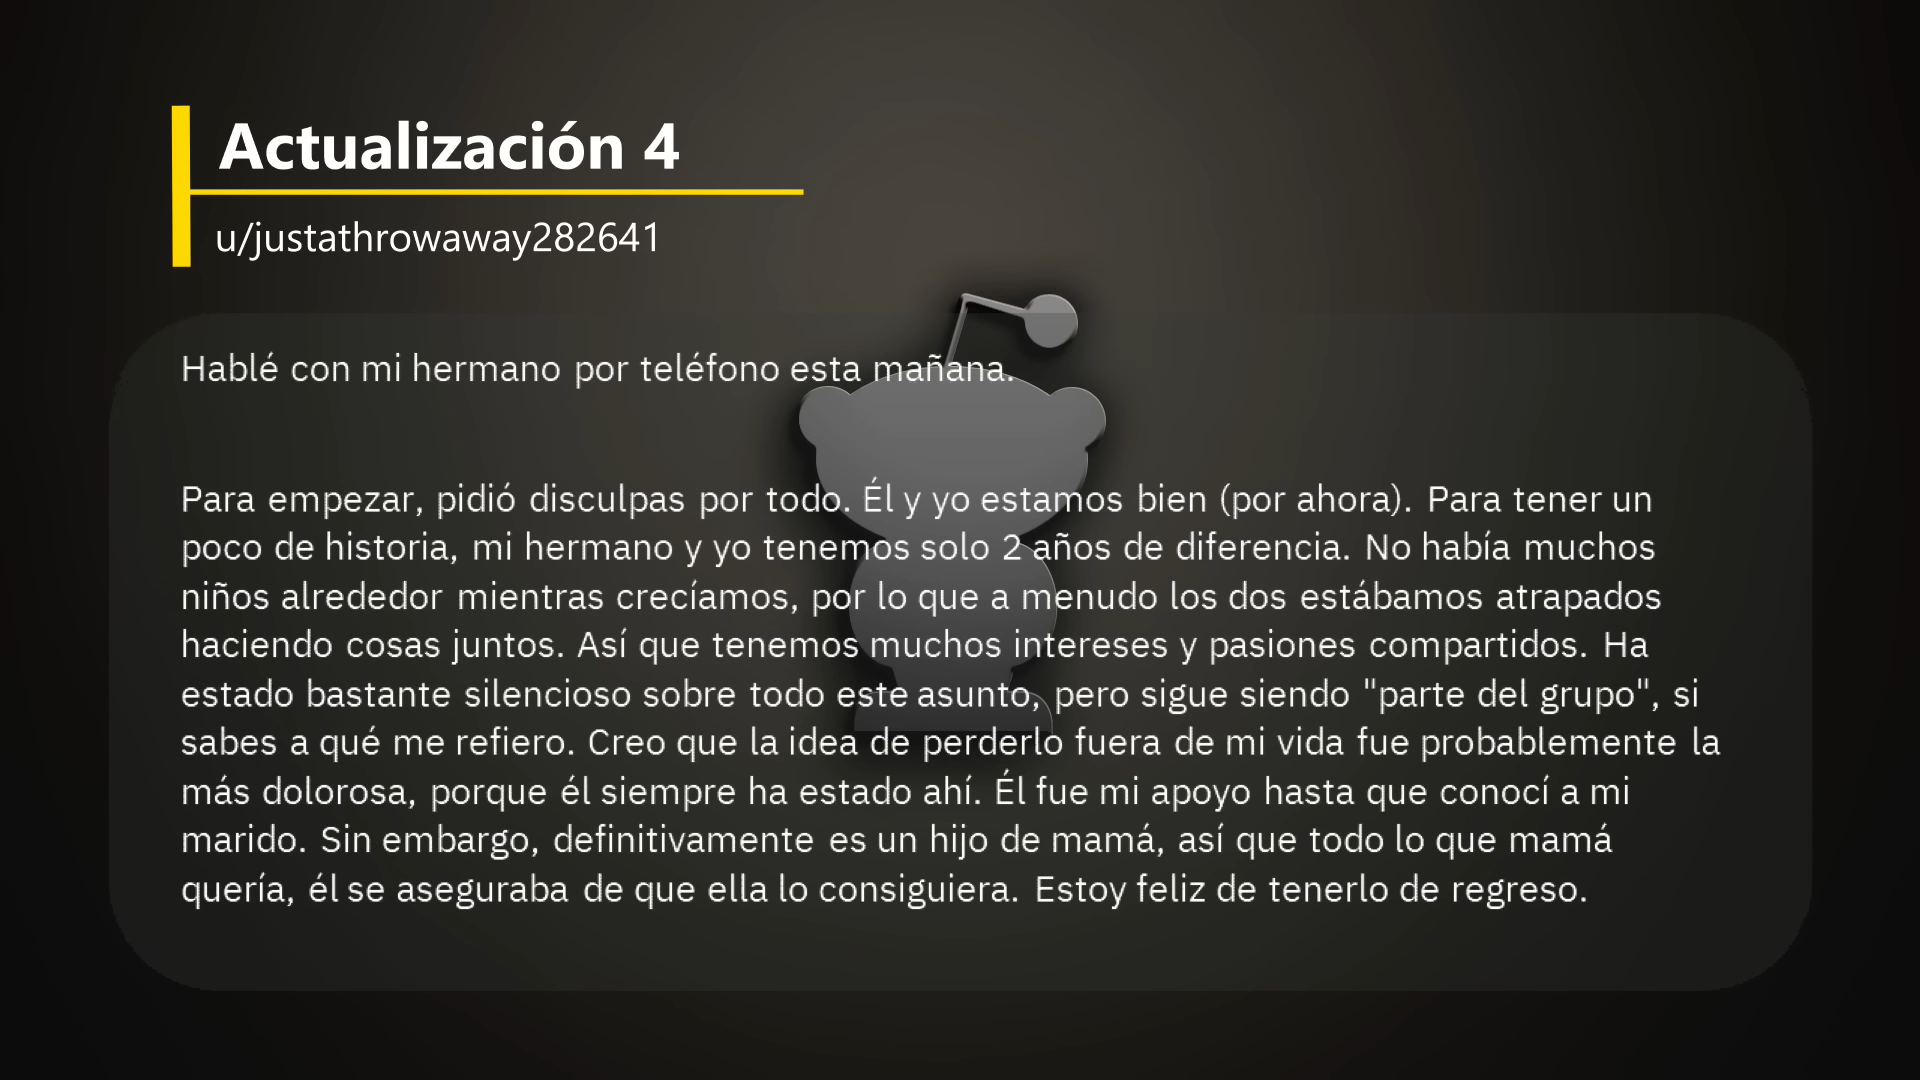 Actualización 4
u/justathrowaway282641
Hablé con mi hermano por teléfono esta mañana.
Para empezar, pidió disculpas por todo. Él y yo estamos bien (por ahora). Para tener un
poco de historia, mi hermano y yo tenemos solo 2 años de diferencia. No había muchos
niños alrededor mientras crecíamos, por lo que a menudo los dos estábamos atrapados
haciendo cosas juntos. Así que tenemos muchos intereses y pasiones compartidos. Ha
estado bastante silencioso sobre todo este asunto, pero sigue siendo "parte del grupo", si
sabes a qué me refiero. Creo que la idea de perderlo fuera de mi vida fue probablemente la
más dolorosa, porque él siempre ha estado ahí. Él fue mi apoyo hasta que conocí a mi
marido. Sin embargo, definitivamente es un hijo de mamá, así que todo lo que mamá
quería, él se aseguraba de que ella lo consiguiera. Estoy feliz de tenerlo de regreso.